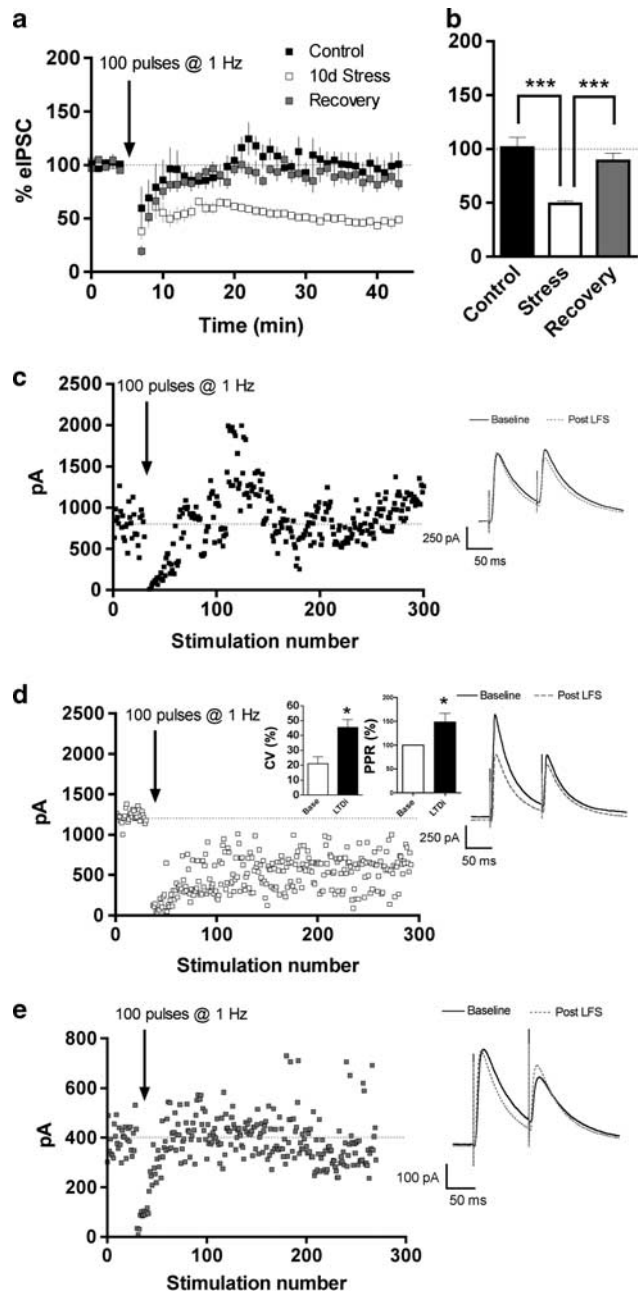 a
100 pulses @ 1 Hz
Control
10d Stress
Recovery
% eIPSC
200
150
100
50
0
0 10 20 30 40
Time (min)
b
200
150
100
50
0
***
***
Control
Stress
Recovery
c
100 pulses @ 1 Hz
pA
2500
2000
1500
1000
500
0
0 100 200 300
Stimulation number
Baseline
Post LFS
250 pA
50 ms
d
100 pulses @ 1 Hz
pA
2500
2000
1500
1000
500
0
0 100 200 300
Stimulation number
CV (%)
60
50
40
30
20
10
0
*
Base
LTDi
PPR (%)
200
150
100
50
0
*
Base
LTDi
Baseline
Post LFS
250 pA
50 ms
e
100 pulses @ 1 Hz
pA
800
600
400
200
0
0 100 200 300
Stimulation number
Baseline
Post LFS
100 pA
50 ms